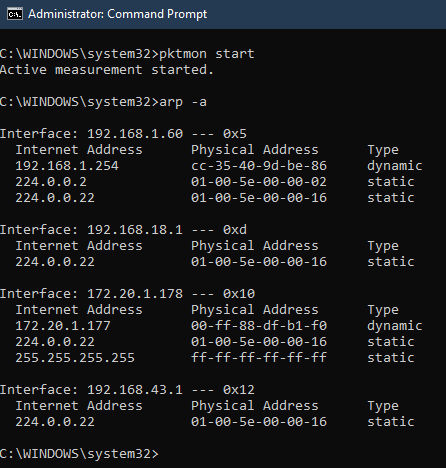 Administrator: Command Prompt
C:\WINDOWS\system32>pktmon start
Active measurement started.
C:\WINDOWS\system32>arp -a
Interface: 192.168.1.60 --- 0x5
  Internet Address      Physical Address      Type
  192.168.1.254         cc-35-40-9d-be-86     dynamic
  224.0.0.2             01-00-5e-00-00-02     static
  224.0.0.22            01-00-5e-00-00-16     static
Interface: 192.168.18.1 --- 0xd
  Internet Address      Physical Address      Type
  224.0.0.22            01-00-5e-00-00-16     static
Interface: 172.20.1.178 --- 0x10
  Internet Address      Physical Address      Type
  172.20.1.177          00-ff-88-df-b1-f0     dynamic
  224.0.0.22            01-00-5e-00-00-16     static
  255.255.255.255       ff-ff-ff-ff-ff-ff     static
Interface: 192.168.43.1 --- 0x12
  Internet Address      Physical Address      Type
  224.0.0.22            01-00-5e-00-00-16     static
C:\WINDOWS\system32>